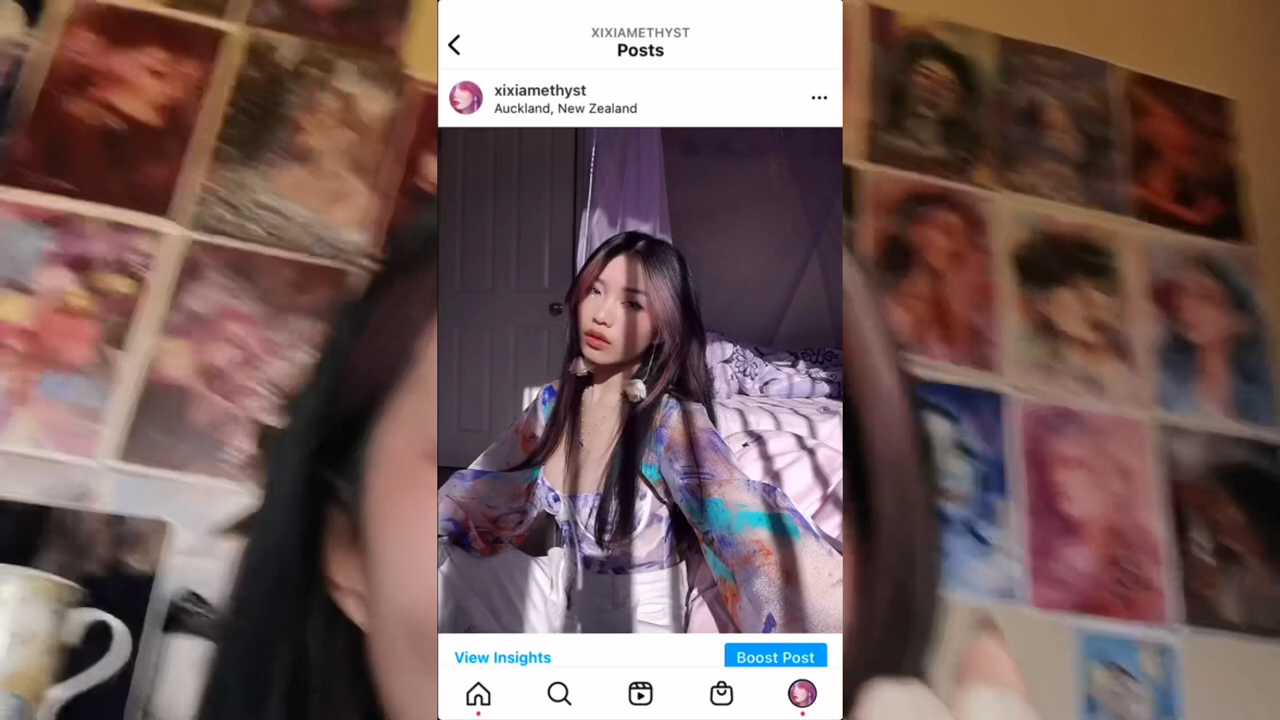 XIXIAMETHYST
Posts
xixiamethyst
Auckland, New Zealand
View Insights
Boost Post